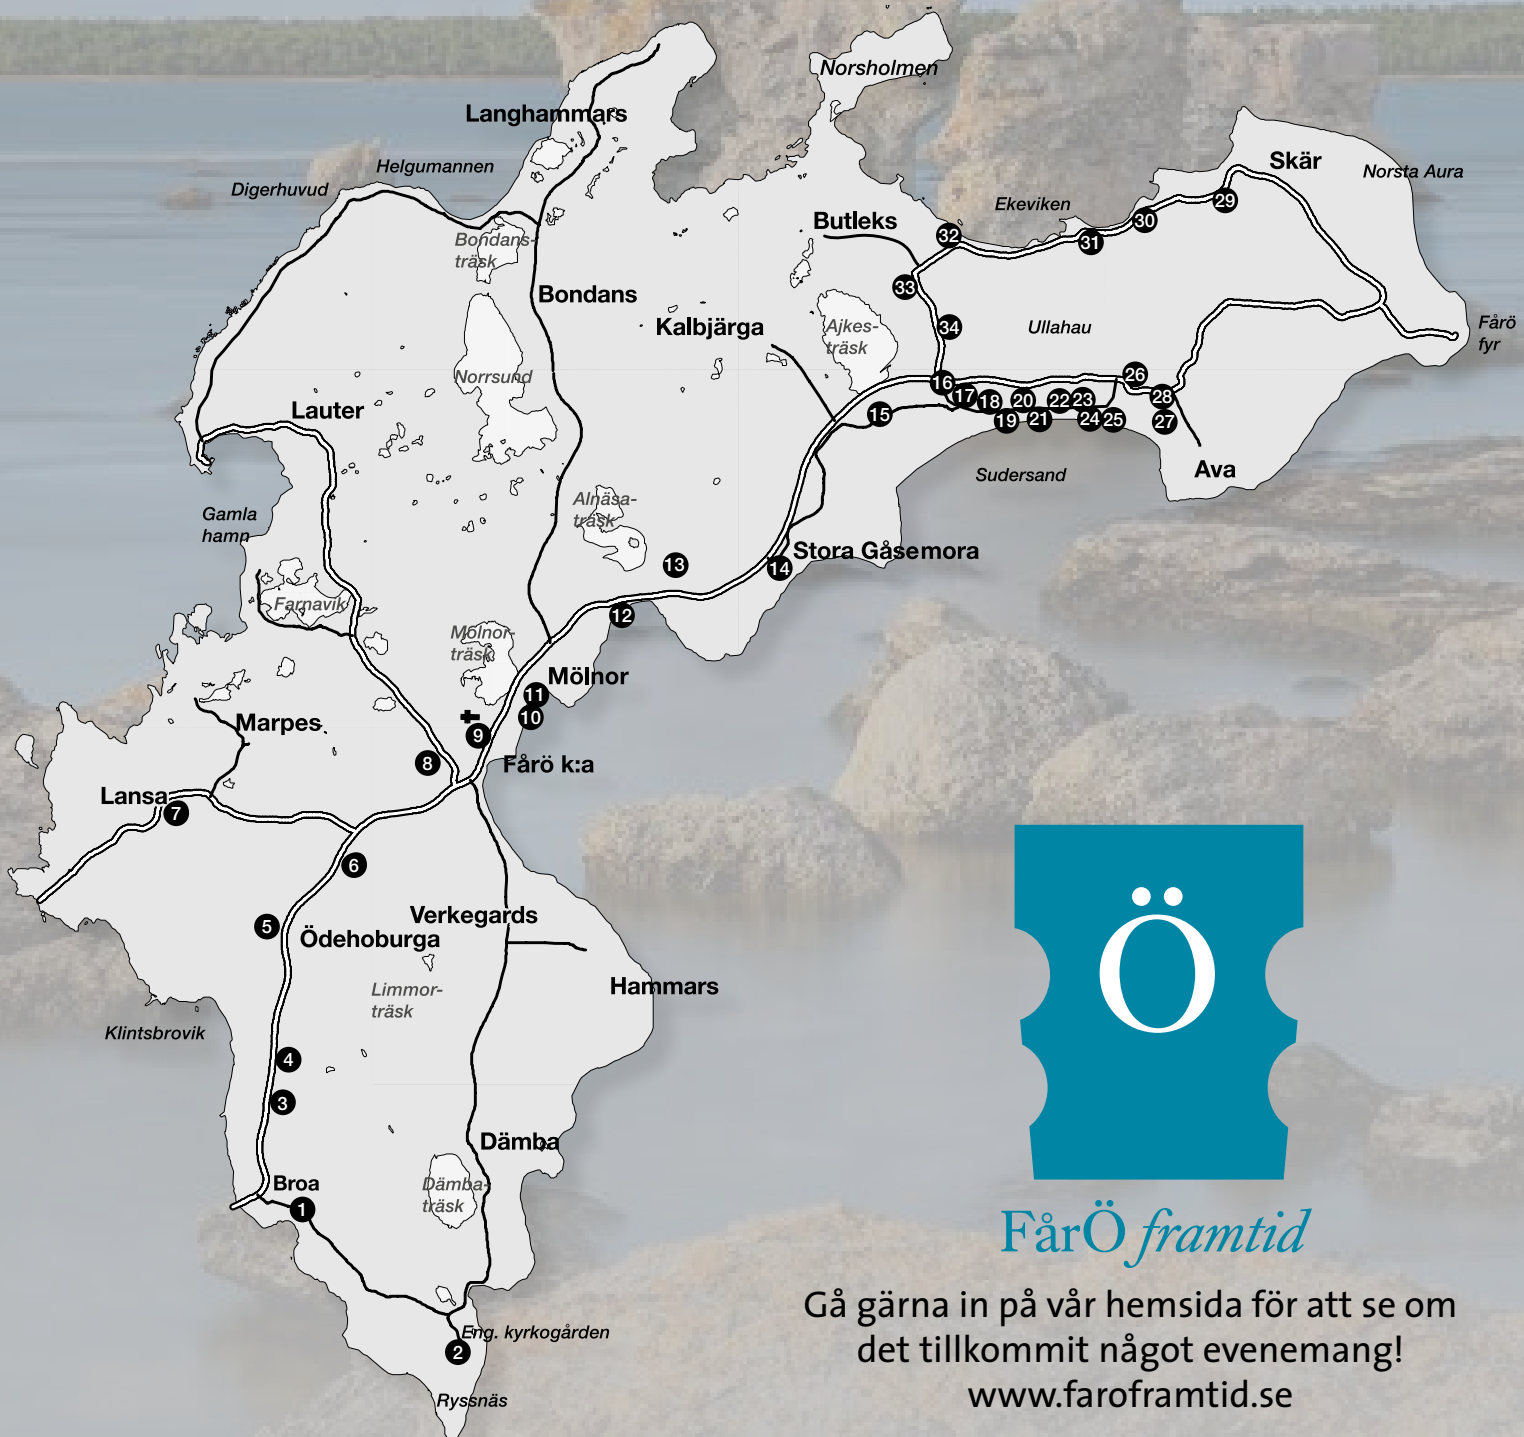 Norsholmen
Langhammars
Helgumannen
Digerhuvud
Skär
Norsta Aura
Ekeviken
29
30
Butleks
32
31
Bondans-
träsk
33
Bondans
Kalbjärga
Ajkes-
träsk
34
Ullahau
Fårö
fyr
Norrsund
16
26
17
18
20
22
23
28
Lauter
15
19
21
24
25
27
Sudersand
Ava
Gamla
hamn
Alnäsa-
träsk
13
14
Stora Gåsemora
Farnavik
12
Mölnor-
träsk
Mölnor
11
10
Marpes
9
8
Fårö k:a
Lansa
7
6
5
Verkegards
Ödehoburga
Limmor-
träsk
Hammars
Klintsbrovik
4
3
Dämba
Broa
1
Dämba-
träsk
Eng. kyrkogården
2
Ryssnäs
Ö
FårÖ framtid
Gå gärna in på vår hemsida för att se om
det tillkommit något evenemang!
www.faroframtid.se